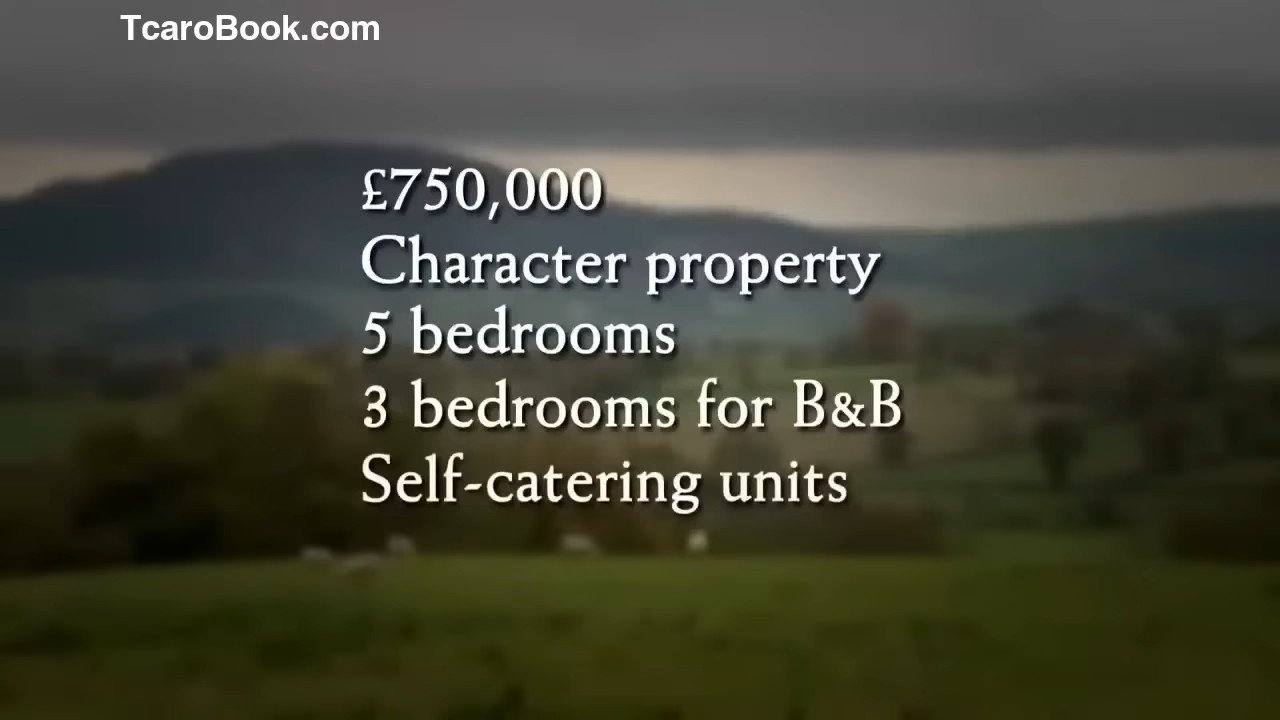 TcaroBook.com
£750,000
Character property
5 bedrooms
3 bedrooms for B&B
Self-catering units